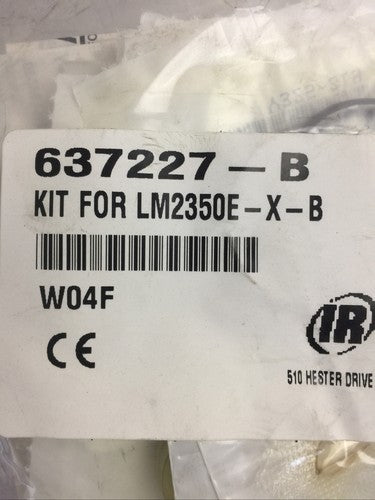 637227-B
KIT FOR LM2350E-X-B
W04F
CE
IR
510 HESTER DRIVE